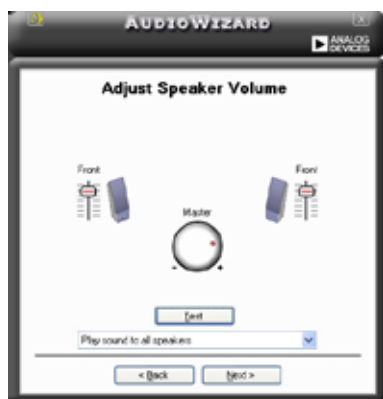 AUDIOWIZARD
ANALOG
DEVICES
Adjust Speaker Volume
Front
Front
Master
- +
Test
Play sound to all speakers
< Back
Next >